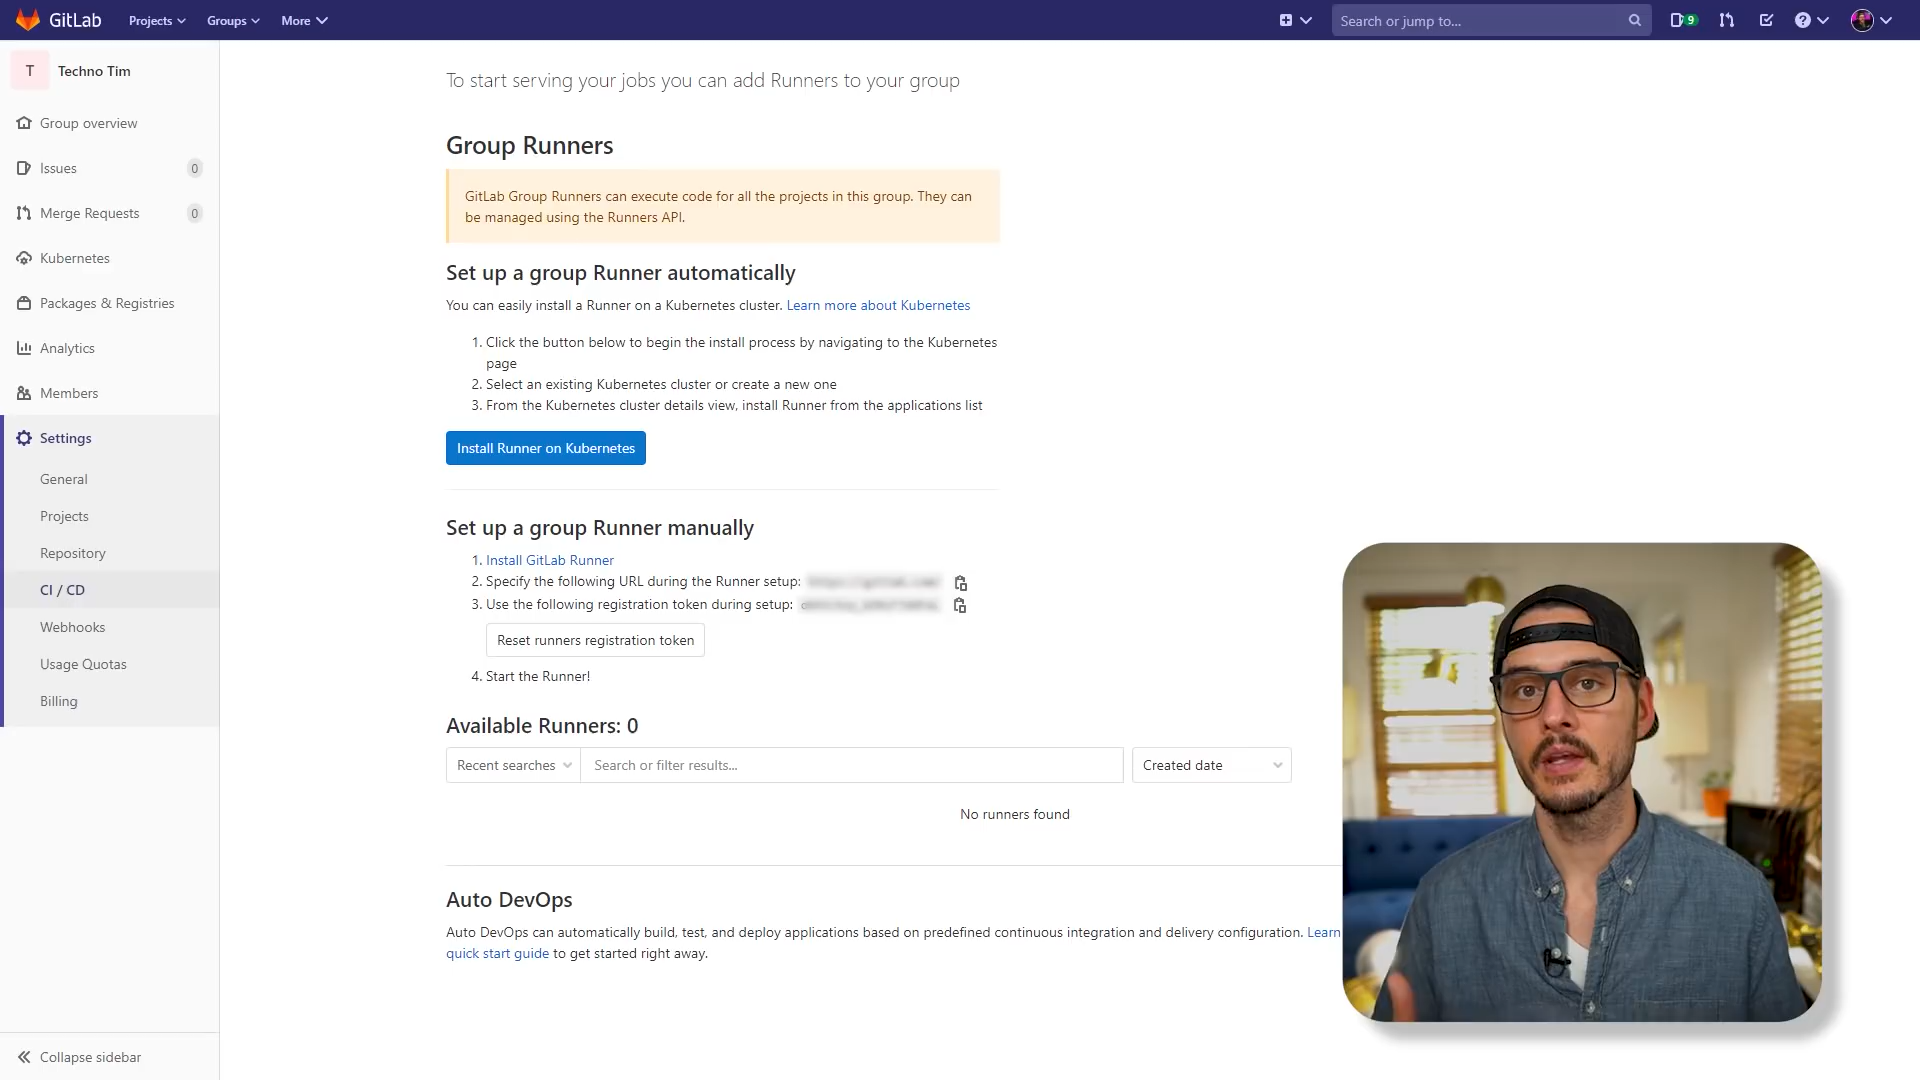 GitLab Projects Groups More Search or jump to... 9
T Techno Tim
Group overview
Issues 0
Merge Requests 0
Kubernetes
Packages & Registries
Analytics
Members
Settings
General
Projects
Repository
CI / CD
Webhooks
Usage Quotas
Billing
Collapse sidebar
To start serving your jobs you can add Runners to your group
Group Runners
GitLab Group Runners can execute code for all the projects in this group. They can
be managed using the Runners API.
Set up a group Runner automatically
You can easily install a Runner on a Kubernetes cluster. Learn more about Kubernetes
1. Click the button below to begin the install process by navigating to the Kubernetes
page
2. Select an existing Kubernetes cluster or create a new one
3. From the Kubernetes cluster details view, install Runner from the applications list
Install Runner on Kubernetes
Set up a group Runner manually
1. Install GitLab Runner
2. Specify the following URL during the Runner setup:
3. Use the following registration token during setup:
Reset runners registration token
4. Start the Runner!
Available Runners: 0
Recent searches Search or filter results... Created date
No runners found
Auto DevOps
Auto DevOps can automatically build, test, and deploy applications based on predefined continuous integration and delivery configuration. Learn
quick start guide to get started right away.